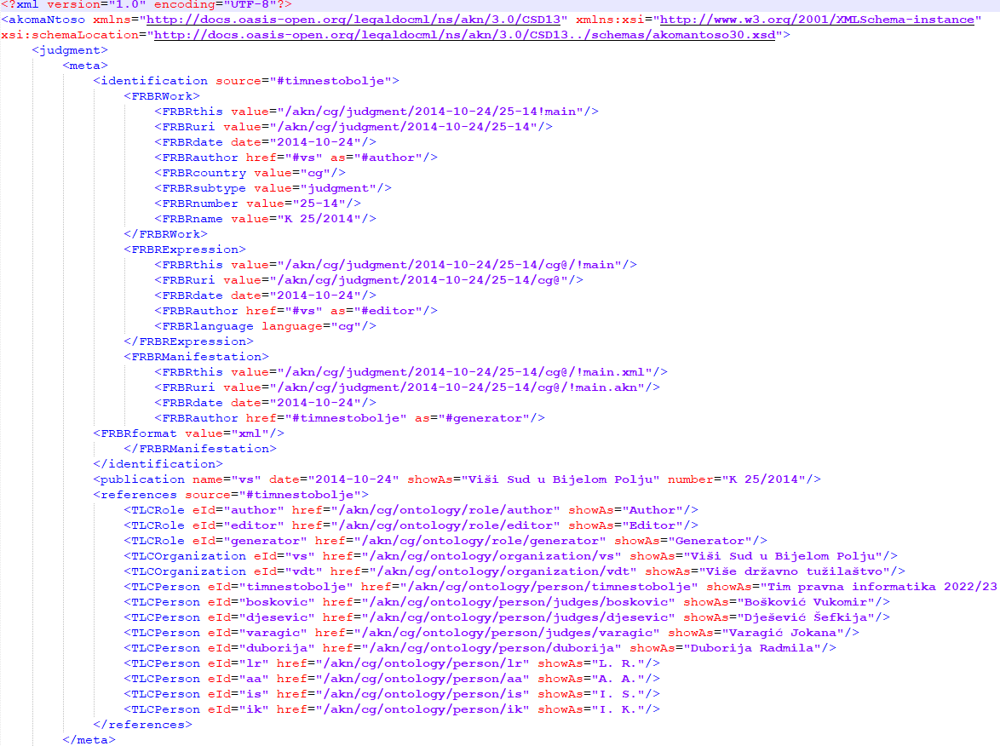 <?xml version="1.0" encoding="UTF-8"?>
<akomaNtoso xmlns="http://docs.oasis-open.org/legaldocml/ns/akn/3.0/CSD13" xmlns:xsi="http://www.w3.org/2001/XMLSchema-instance"
xsi:schemaLocation="http://docs.oasis-open.org/legaldocml/ns/akn/3.0/CSD13../schemas/akomantoso30.xsd">
<judgment>
<meta>
<identification source="#timnestobolje">
<FRBRWork>
<FRBRthis value="/akn/cg/judgment/2014-10-24/25-14!main"/>
<FRBRuri value="/akn/cg/judgment/2014-10-24/25-14"/>
<FRBRdate date="2014-10-24"/>
<FRBRauthor href="#vs" as="#author"/>
<FRBRcountry value="cg"/>
<FRBRsubtype value="judgment"/>
<FRBRnumber value="25-14"/>
<FRBRname value="K 25/2014"/>
</FRBRWork>
<FRBRExpression>
<FRBRthis value="/akn/cg/judgment/2014-10-24/25-14/cg@/!main"/>
<FRBRuri value="/akn/cg/judgment/2014-10-24/25-14/cg@"/>
<FRBRdate date="2014-10-24"/>
<FRBRauthor href="#vs" as="#editor"/>
<FRBRlanguage language="cg"/>
</FRBRExpression>
<FRBRManifestation>
<FRBRthis value="/akn/cg/judgment/2014-10-24/25-14/cg@/!main.xml"/>
<FRBRuri value="/akn/cg/judgment/2014-10-24/25-14/cg@/!main.akn"/>
<FRBRdate date="2014-10-24"/>
<FRBRauthor href="#timnestobolje" as="#generator"/>
<FRBRformat value="xml"/>
</FRBRManifestation>
</identification>
<publication name="vs" date="2014-10-24" showAs="Viši Sud u Bijelom Polju" number="K 25/2014"/>
<references source="#timnestobolje">
<TLCRole eId="author" href="/akn/cg/ontology/role/author" showAs="Author"/>
<TLCRole eId="editor" href="/akn/cg/ontology/role/editor" showAs="Editor"/>
<TLCRole eId="generator" href="/akn/cg/ontology/role/generator" showAs="Generator"/>
<TLCOrganization eId="vs" href="/akn/cg/ontology/organization/vs" showAs="Viši Sud u Bijelom Polju"/>
<TLCOrganization eId="vdt" href="/akn/cg/ontology/organization/vdt" showAs="Više državno tužilaštvo"/>
<TLCPerson eId="timnestobolje" href="/akn/cg/ontology/person/timnestobolje" showAs="Tim pravna informatika 2022/23
<TLCPerson eId="boskovic" href="/akn/cg/ontology/person/judges/boskovic" showAs="Bošković Vukomir"/>
<TLCPerson eId="djesevic" href="/akn/cg/ontology/person/judges/djesevic" showAs="Dješević Šefkija"/>
<TLCPerson eId="varagic" href="/akn/cg/ontology/person/judges/varagic" showAs="Varagić Jokana"/>
<TLCPerson eId="duborija" href="/akn/cg/ontology/person/duborija" showAs="Duborija Radmila"/>
<TLCPerson eId="lr" href="/akn/cg/ontology/person/lr" showAs="L. R."/>
<TLCPerson eId="aa" href="/akn/cg/ontology/person/aa" showAs="A. A."/>
<TLCPerson eId="is" href="/akn/cg/ontology/person/is" showAs="I. S."/>
<TLCPerson eId="ik" href="/akn/cg/ontology/person/ik" showAs="I. K."/>
</references>
</meta>